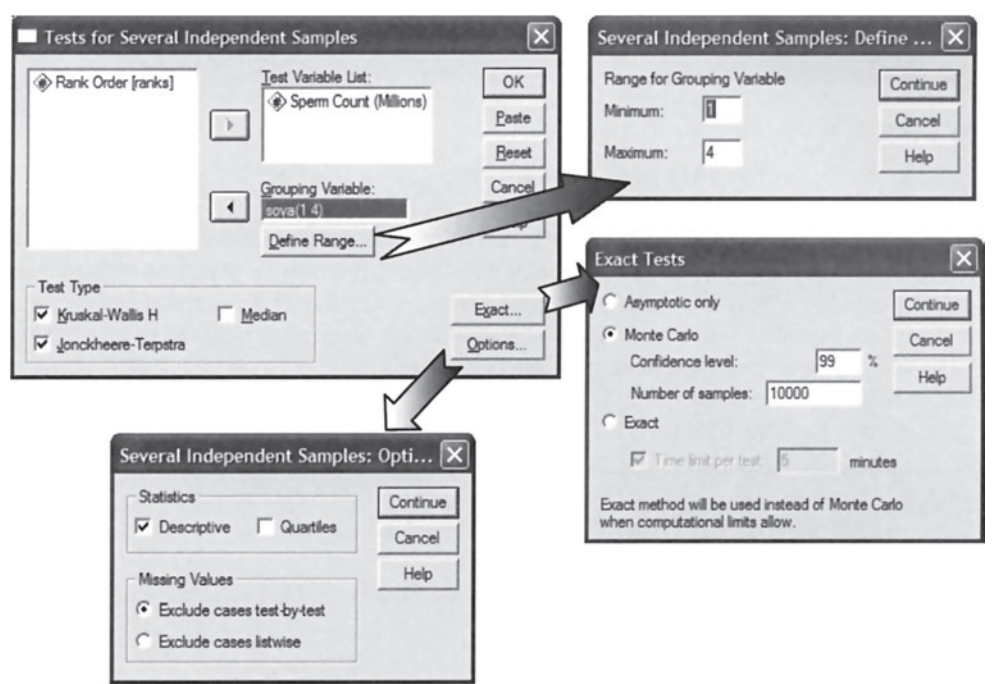 Tests for Several Independent Samples
Rank Order [ranks]
Test Variable List:
Sperm Count (Millions)
OK
Paste
Reset
Cancel
Grouping Variable:
soya(1 4)
Define Range...
Test Type
Kruskal-Wallis H
Median
Jonckheere-Terpstra
Exact...
Options...
Several Independent Samples: Define ...
Range for Grouping Variable
Minimum: 1
Maximum: 4
Continue
Cancel
Help
Exact Tests
Asymptotic only
Monte Carlo
Confidence level: 99 %
Number of samples: 10000
Exact
Time limit per test: 5 minutes
Continue
Cancel
Help
Exact method will be used instead of Monte Carlo
when computational limits allow.
Several Independent Samples: Opti...
Statistics
Descriptive
Quartiles
Missing Values
Exclude cases test-by-test
Exclude cases listwise
Continue
Cancel
Help